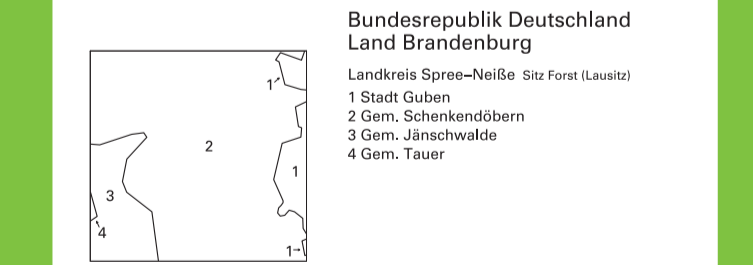 Bundesrepublik Deutschland
Land Brandenburg
Landkreis Spree–Neiße Sitz Forst (Lausitz)
1 Stadt Guben
2 Gem. Schenkendöbern
3 Gem. Jänschwalde
4 Gem. Tauer
1
2
1
3
4
1